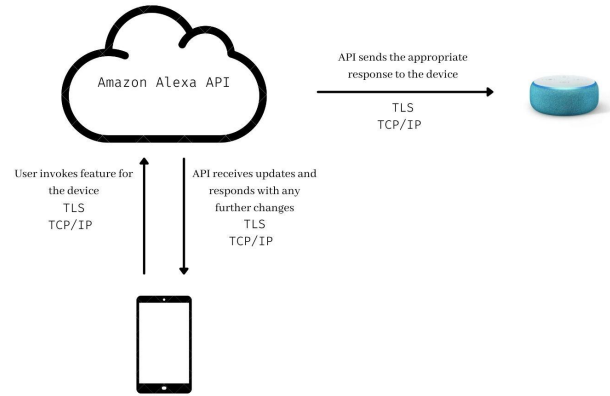 Amazon Alexa API
API sends the appropriate
response to the device
TLS
TCP/IP
User invokes feature for
the device
TLS
TCP/IP
API receives updates and
responds with any
further changes
TLS
TCP/IP